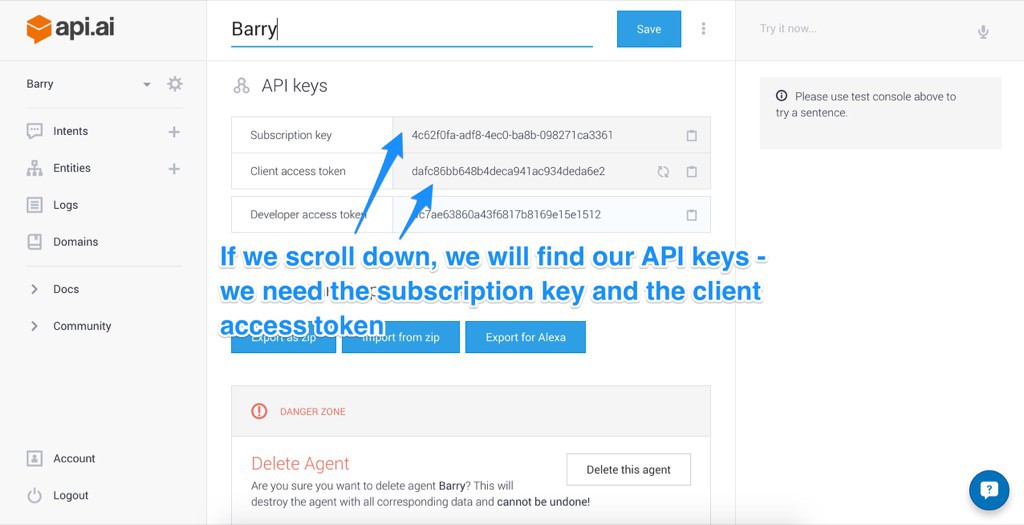 api.ai
Barry
Save
Try it now...
Barry
API keys
Please use test console above to
try a sentence.
Intents
Subscription key
4c62f0fa-adf8-4ec0-ba8b-098271ca3361
Entities
Client access token
dafc86bb648b4deca941ac934deda6e2
Logs
Developer access token
Domains
If we scroll down, we will find our API keys -
we need the subscription key and the client
access token
Docs
Community
Export as zip
Import from zip
Export for Alexa
DANGER ZONE
Delete Agent
Are you sure you want to delete agent Barry? This will
destroy the agent with all corresponding data and cannot be undone!
Delete this agent
Account
Logout